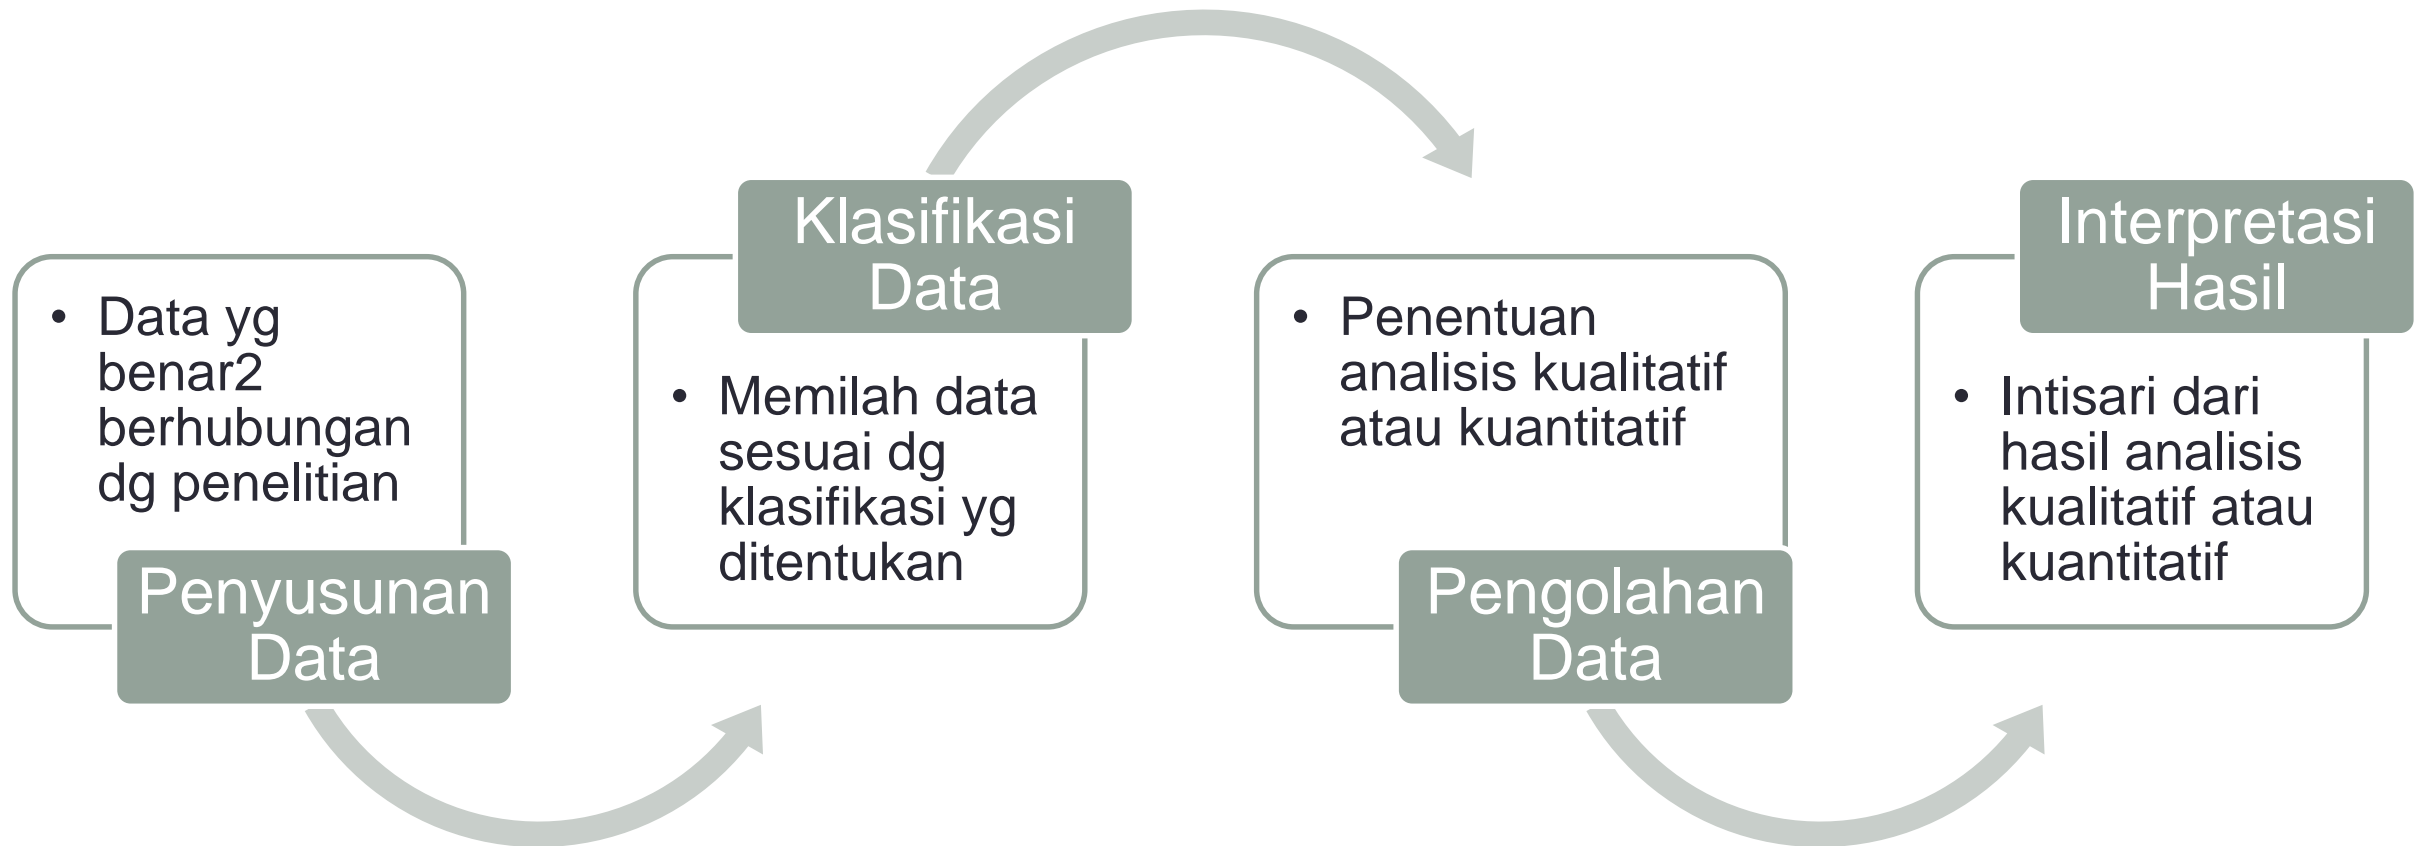 • Data yg
benar2
berhubungan
dg penelitian
Penyusunan
Data
Klasifikasi
Data
• Memilah data
sesuai dg
klasifikasi yg
ditentukan
• Penentuan
analisis kualitatif
atau kuantitatif
Pengolahan
Data
Interpretasi
Hasil
• Intisari dari
hasil analisis
kualitatif atau
kuantitatif